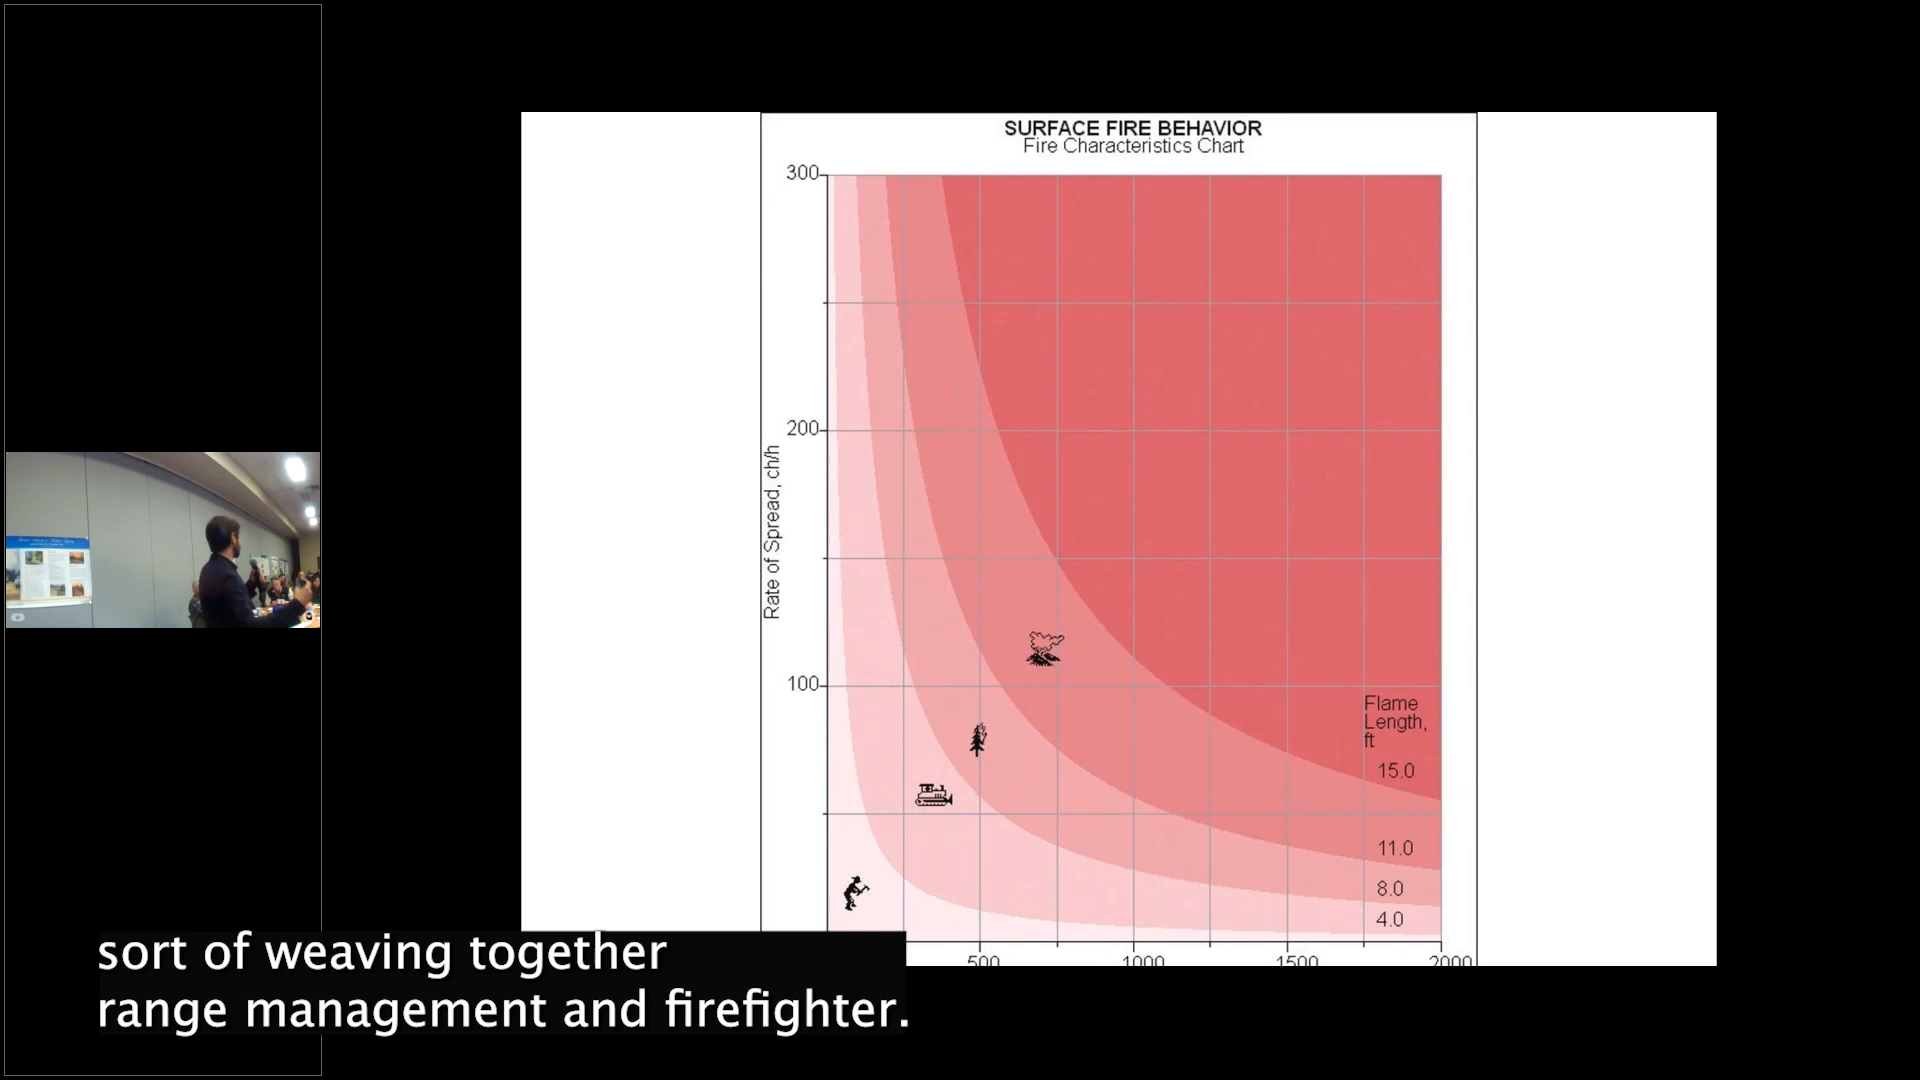 SURFACE FIRE BEHAVIOR
Fire Characteristics Chart
300
200
100
Rate of Spread, ch/h
Flame
Length,
ft
15.0
11.0
8.0
4.0
500
1000
1500
2000
sort of weaving together
range management and firefighter.